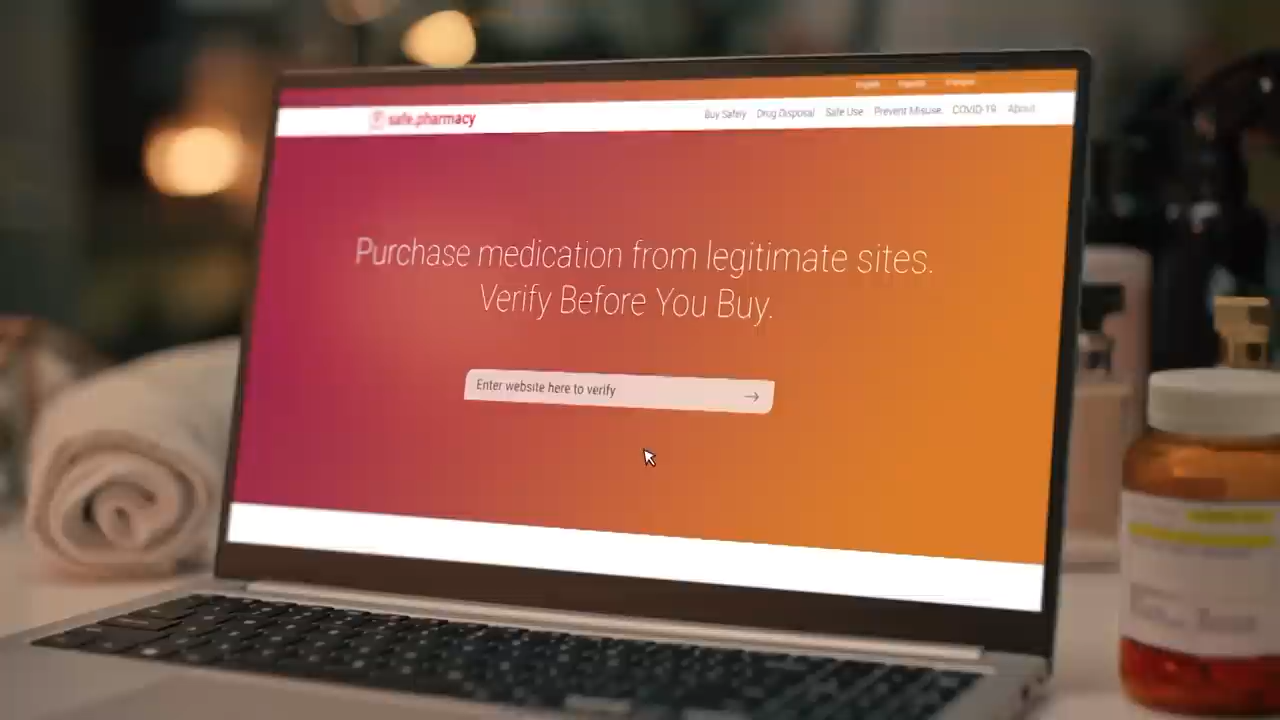 safe.pharmacy
Buy Safely Drug Disposal Safe Use Prevent Misuse COVID-19 About
Purchase medication from legitimate sites.
Verify Before You Buy.
Enter website here to verify →